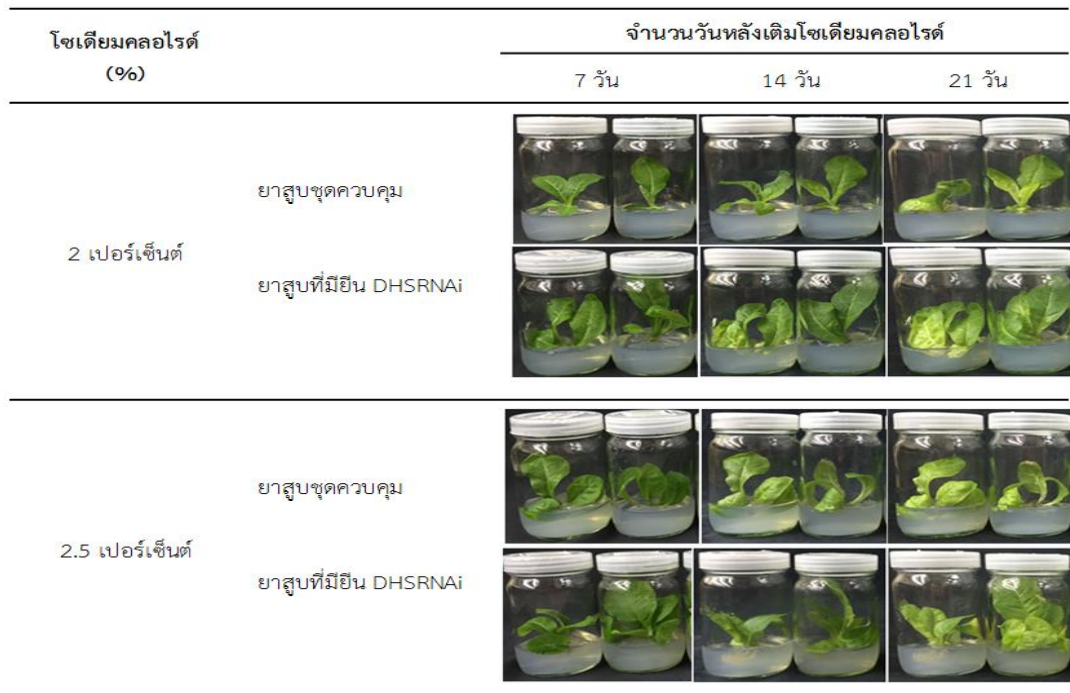 โซเดียมคลอไรด์
(%)
จำนวนวันหลังเติมโซเดียมคลอไรด์
7 วัน
14 วัน
21 วัน
2 เปอร์เซ็นต์
ยาสูบชุดควบคุม
ยาสูบที่มียีน DHSRNAi
2.5 เปอร์เซ็นต์
ยาสูบชุดควบคุม
ยาสูบที่มียีน DHSRNAi